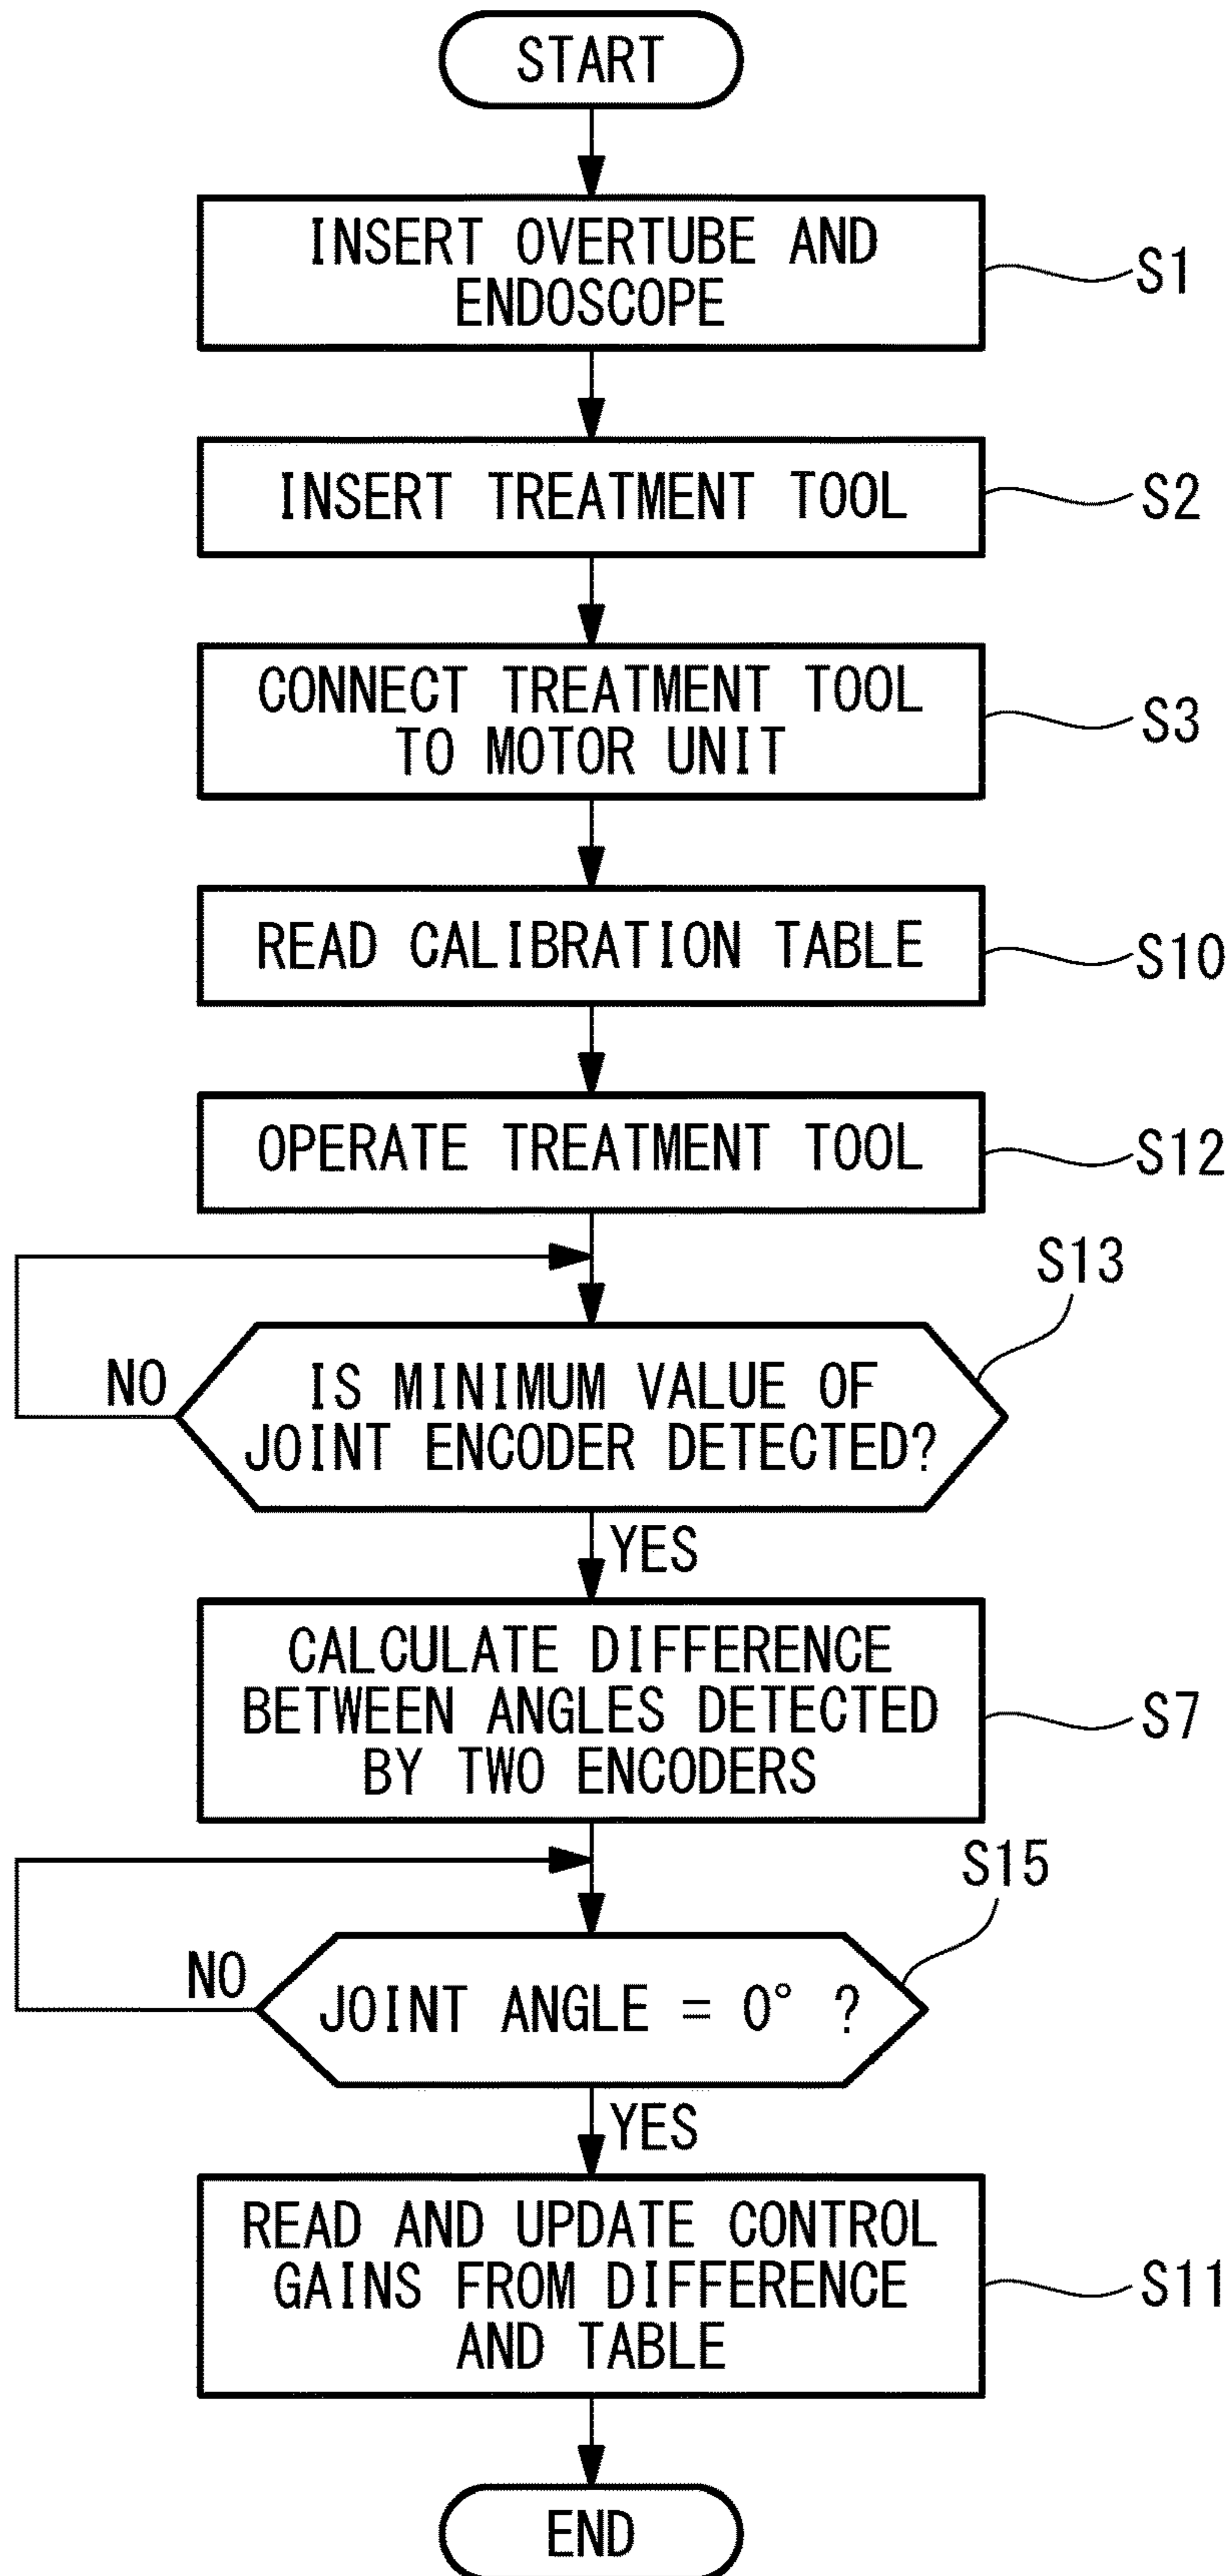 START
INSERT OVERTUBE AND
ENDOSCOPE
S1
INSERT TREATMENT TOOL
S2
CONNECT TREATMENT TOOL
TO MOTOR UNIT
S3
READ CALIBRATION TABLE
S10
OPERATE TREATMENT TOOL
S12
S13
NO
IS MINIMUM VALUE OF
JOINT ENCODER DETECTED?
YES
CALCULATE DIFFERENCE
BETWEEN ANGLES DETECTED
BY TWO ENCODERS
S7
S15
NO
JOINT ANGLE = 0° ?
YES
READ AND UPDATE CONTROL
GAINS FROM DIFFERENCE
AND TABLE
S11
END